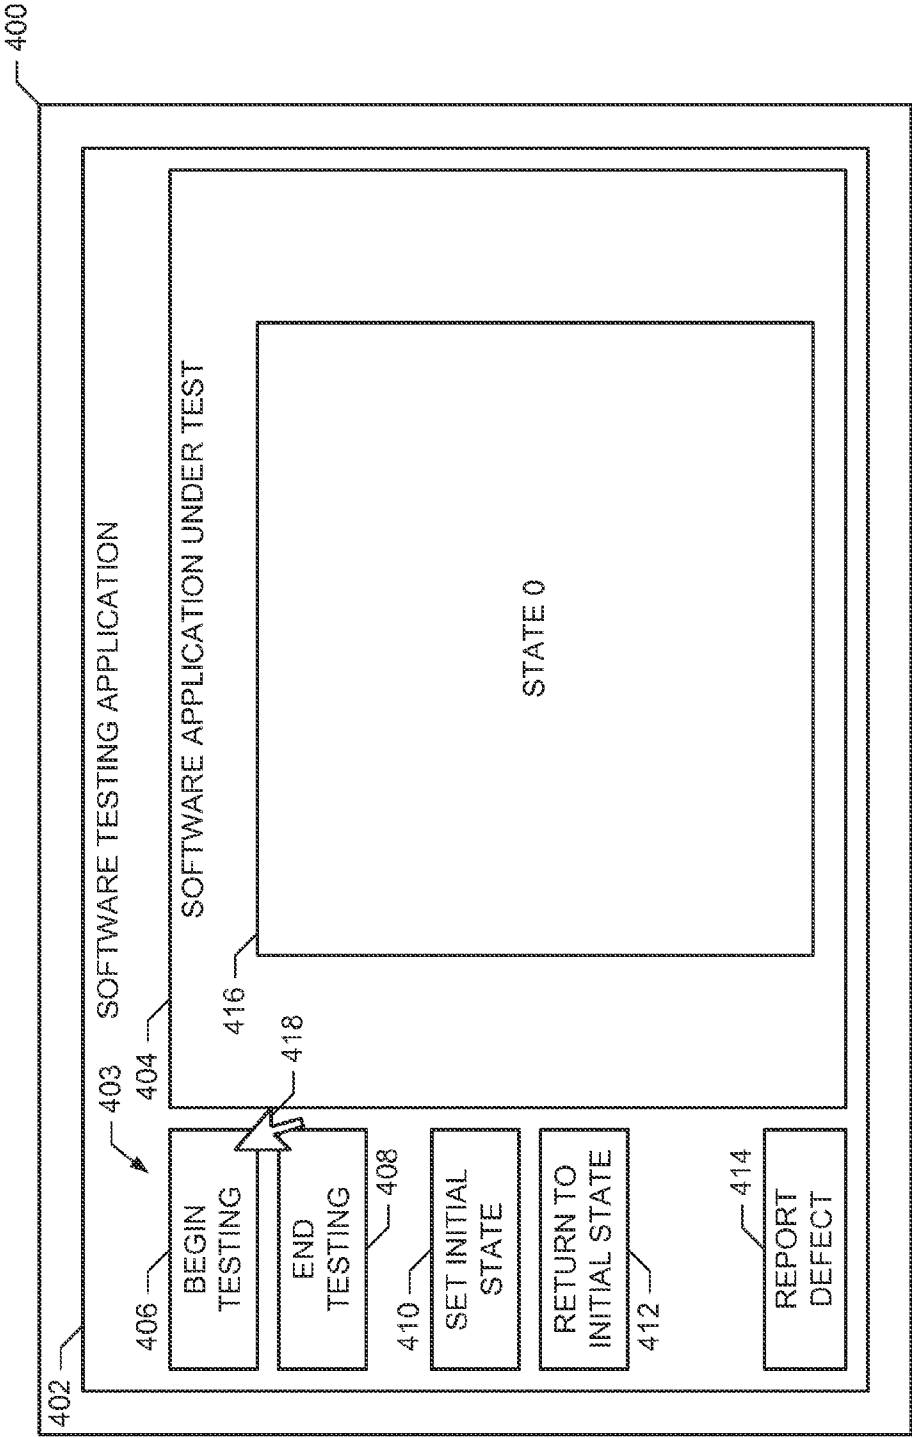 400
402
SOFTWARE TESTING APPLICATION
403
404
SOFTWARE APPLICATION UNDER TEST
406
BEGIN
TESTING
416
418
END
TESTING
408
STATE 0
410
SET INITIAL
STATE
RETURN TO
INITIAL STATE
412
414
REPORT
DEFECT